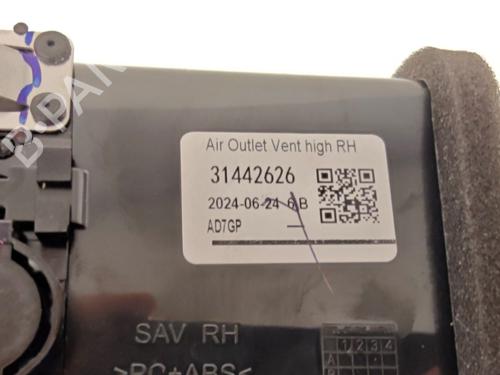 Air Outlet Vent high RH
31442626
2024-06-24 6B
AD7GP
SAV RH
1 2 3 4
A
>PC+ABS<
B-PARTS